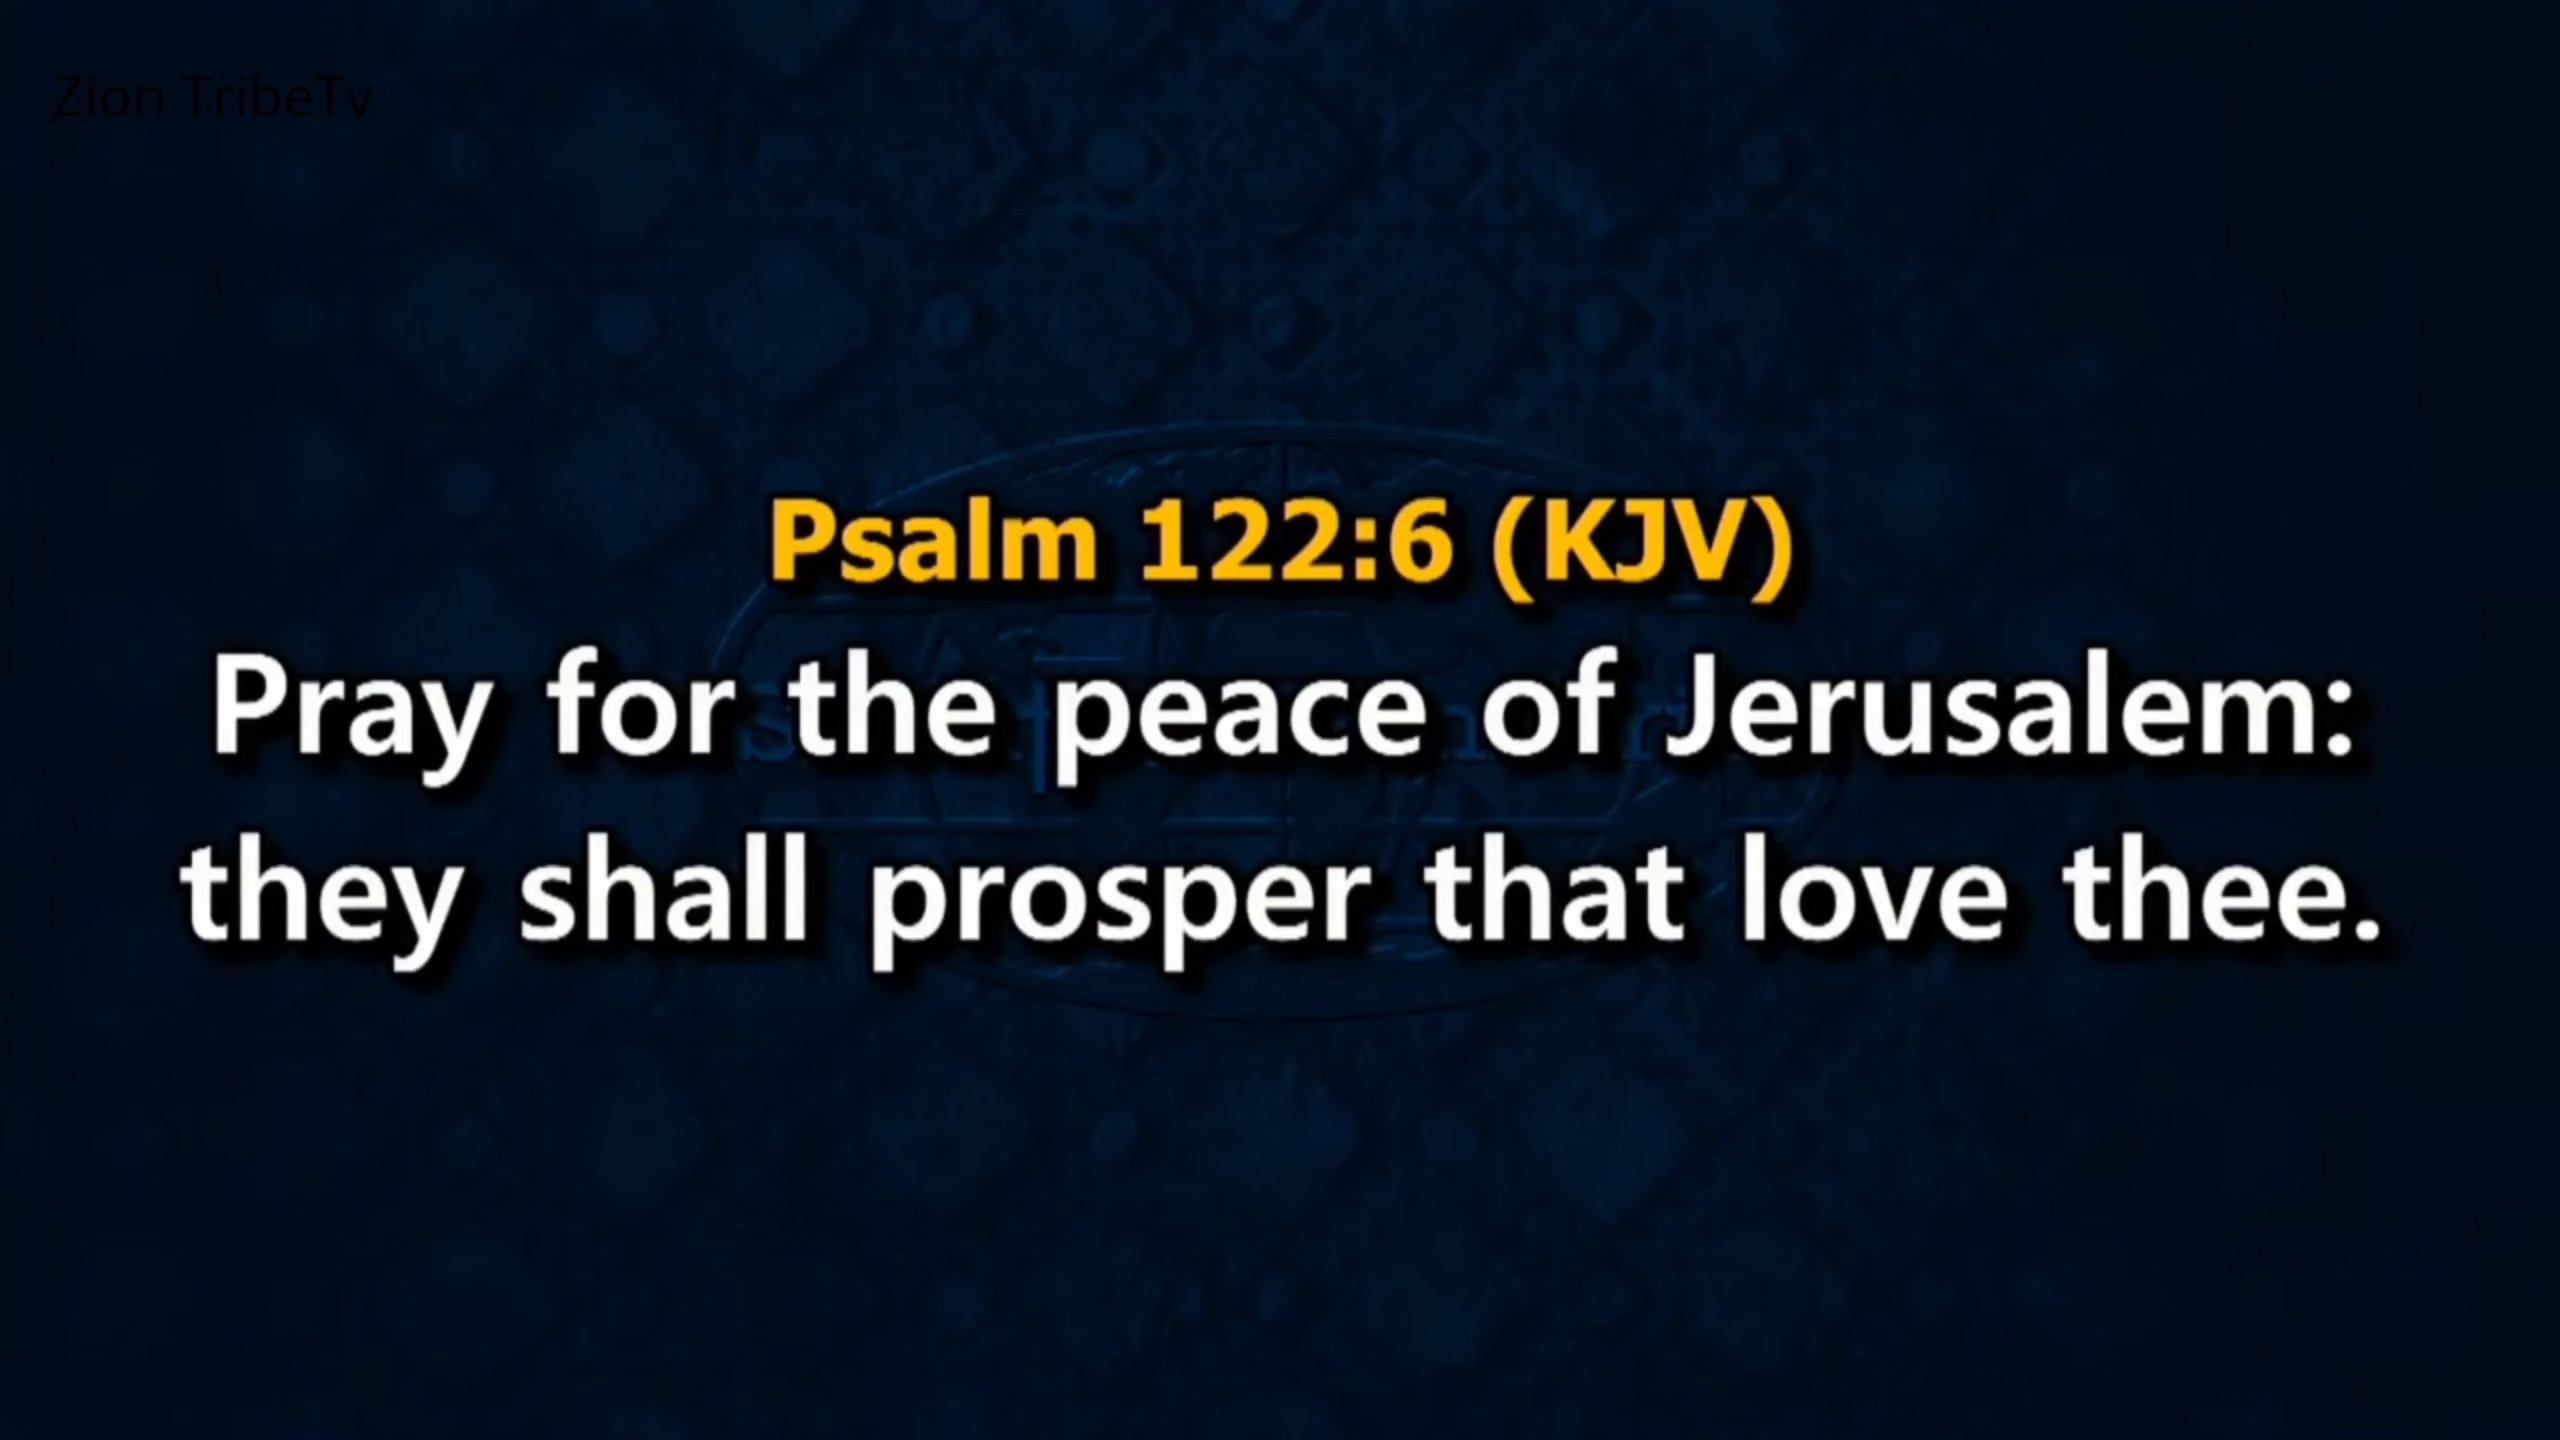 Zion TribeTv
Psalm 122:6 (KJV)
Pray for the peace of Jerusalem:
they shall prosper that love thee.